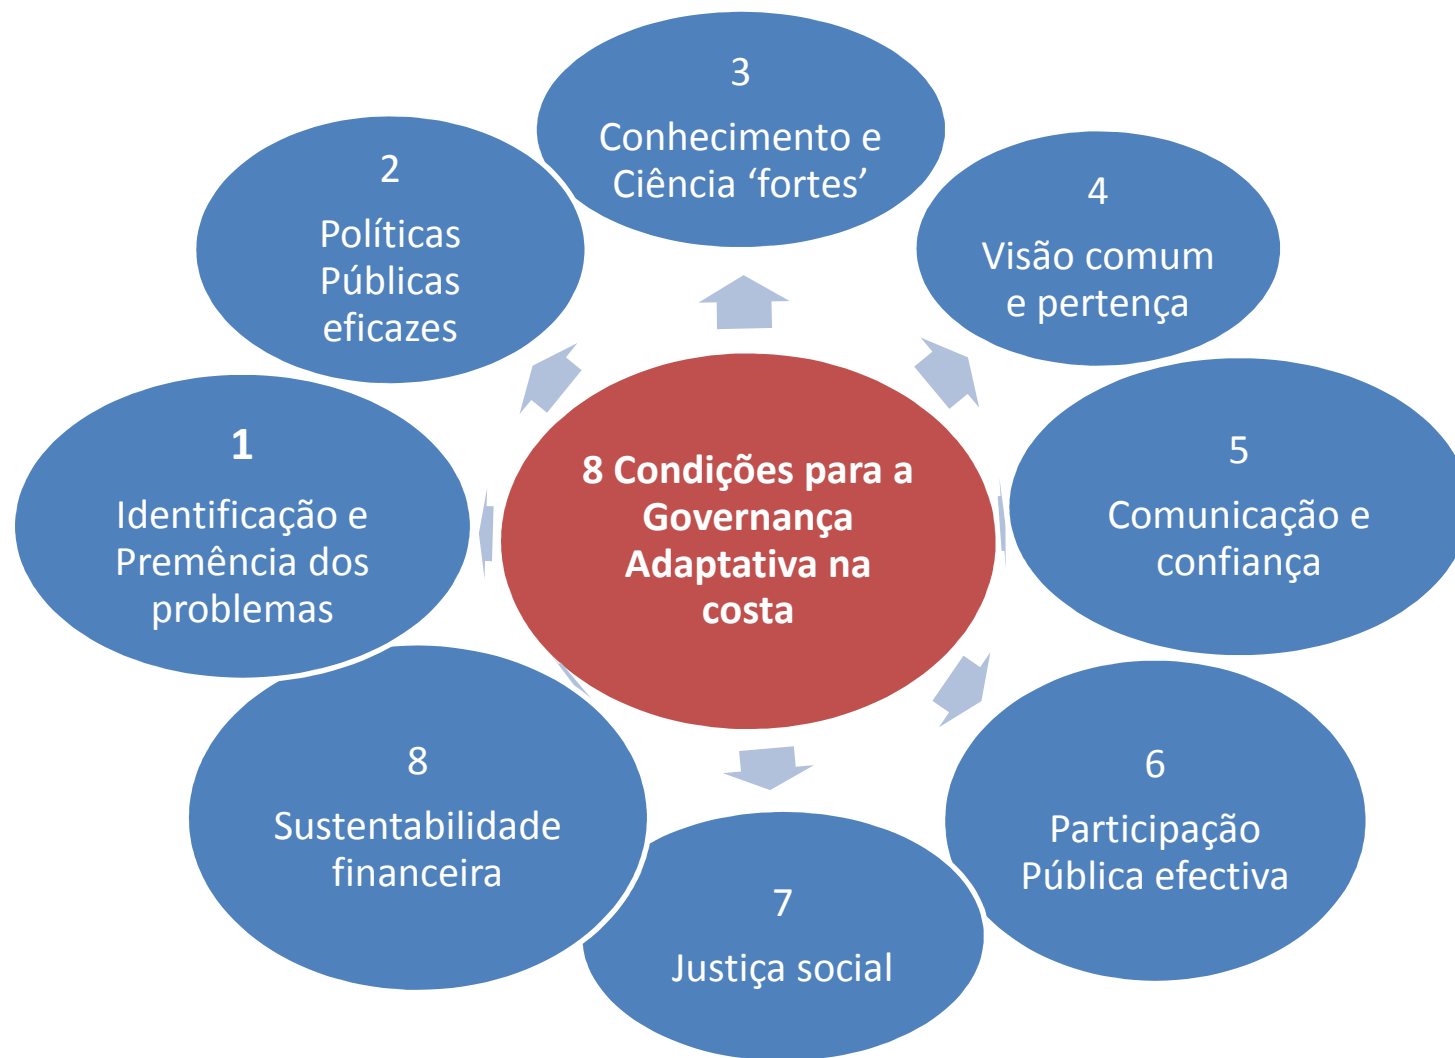 8 Condições para a
Governança
Adaptativa na
costa
1
Identificação e
Premência dos
problemas
2
Políticas
Públicas
eficazes
3
Conhecimento e
Ciência ‘fortes’
4
Visão comum
e pertença
5
Comunicação e
confiança
6
Participação
Pública efectiva
7
Justiça social
8
Sustentabilidade
financeira